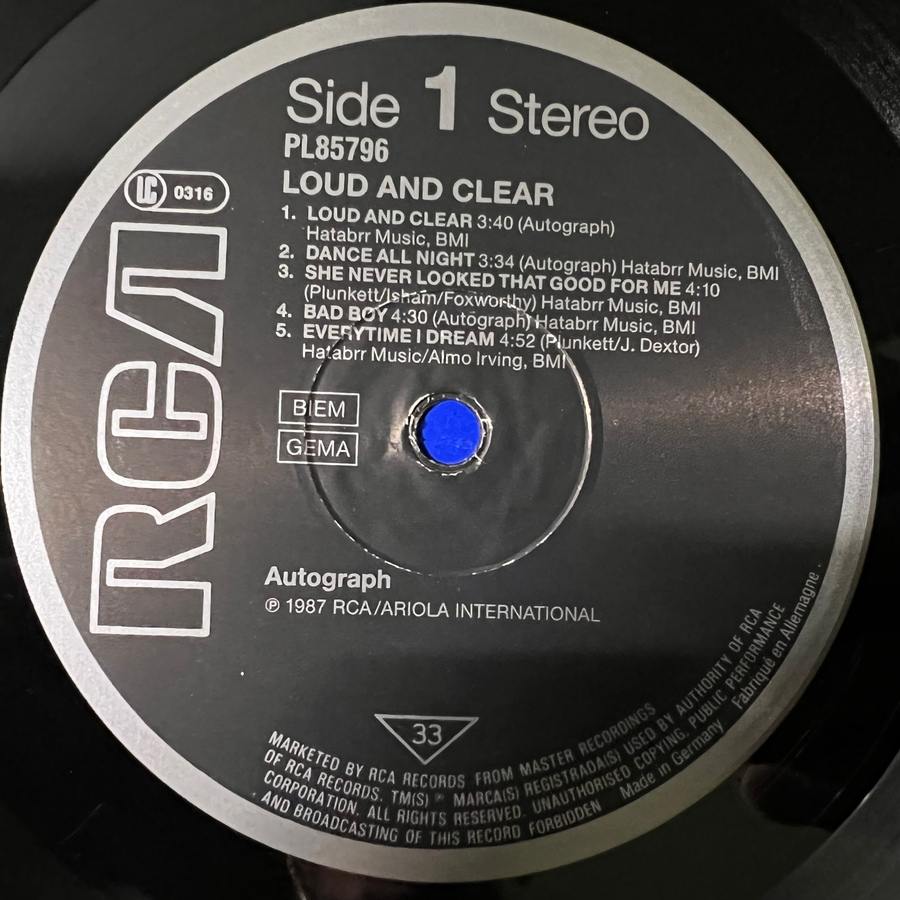 Side 1 Stereo
PL85796
LC 0316
LOUD AND CLEAR
1. LOUD AND CLEAR 3:40 (Autograph)
Hatabrr Music, BMI
2. DANCE ALL NIGHT 3:34 (Autograph) Hatabrr Music, BMI
3. SHE NEVER LOOKED THAT GOOD FOR ME 4:10
(Plunkett/Isham/Foxworthy) Hatabrr Music, BMI
4. BAD BOY 4:30 (Autograph) Hatabrr Music, BMI
5. EVERYTIME I DREAM 4:52 (Plunkett/J. Dextor)
Hatabrr Music/Almo Irving, BMI
RCA
BIEM
GEMA
Autograph
℗ 1987 RCA/ARIOLA INTERNATIONAL
33
MARKETED BY RCA RECORDS. FROM MASTER RECORDINGS
OF RCA RECORDS. TM(S) ® MARCA(S) REGISTRADA(S) USED BY AUTHORITY OF RCA
CORPORATION. ALL RIGHTS RESERVED. UNAUTHORISED COPYING, PUBLIC PERFORMANCE
AND BROADCASTING OF THIS RECORD FORBIDDEN Made in Germany Fabriqué en Allemagne.